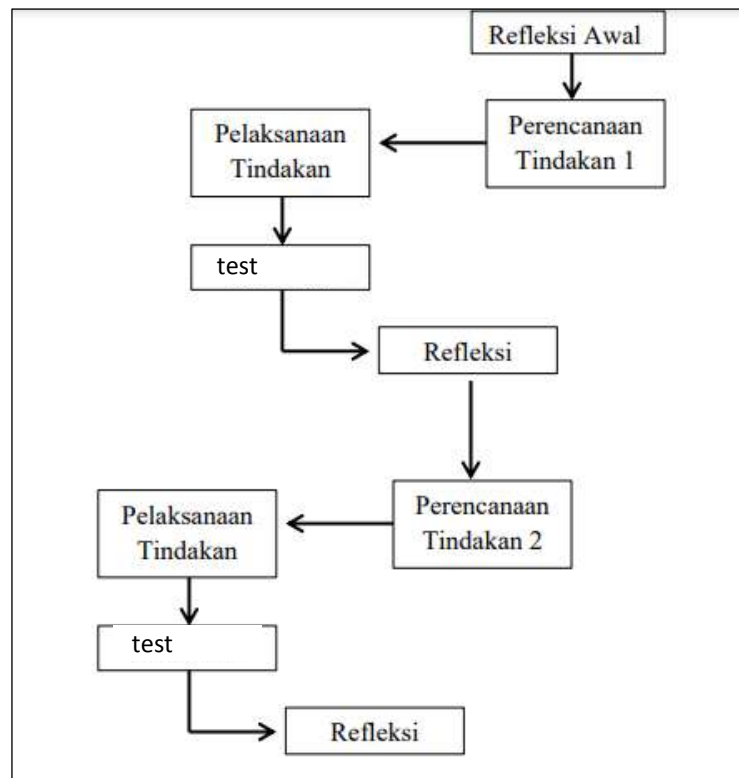 Refleksi Awal
Perencanaan
Tindakan 1
Pelaksanaan
Tindakan
test
Refleksi
Perencanaan
Tindakan 2
Pelaksanaan
Tindakan
test
Refleksi